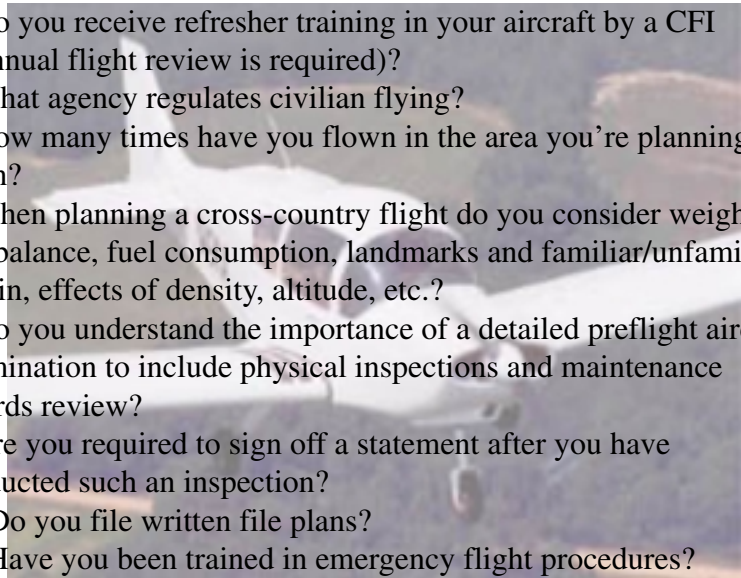 o you receive refresher training in your aircraft by a CFI
nnual flight review is required)?
hat agency regulates civilian flying?
ow many times have you flown in the area you're planning
n?
hen planning a cross-country flight do you consider weigh
balance, fuel consumption, landmarks and familiar/unfami
in, effects of density, altitude, etc.?
o you understand the importance of a detailed preflight air
mination to include physical inspections and maintenance
rds review?
re you required to sign off a statement after you have
ucted such an inspection?
Do you file written file plans?
Have you been trained in emergency flight procedures?